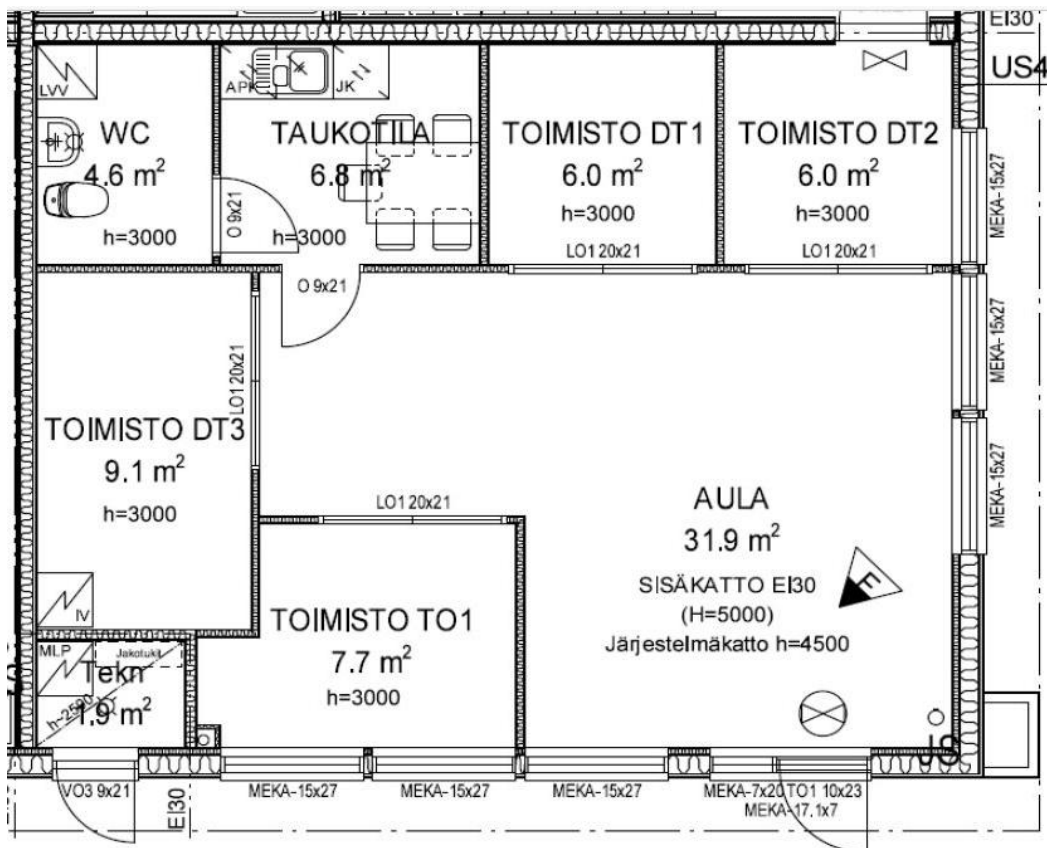 EI30
US4
LVV
WC
4.6 m²
h=3000
APK
JK
TAUKOTILA
6.8 m²
h=3000
O 9x21
O 9x21
TOIMISTO DT1
6.0 m²
h=3000
LO1 20x21
TOIMISTO DT2
6.0 m²
h=3000
LO1 20x21
MEKA-15x27
MEKA-15x27
MEKA-15x27
LO1 20x21
TOIMISTO DT3
9.1 m²
h=3000
IV
LO1 20x21
AULA
31.9 m²
SISÄKATTO EI30
(H=5000)
Järjestelmäkatto h=4500
E
TOIMISTO TO1
7.7 m²
h=3000
MLP
Jakotukit
Tekn
1.9 m²
h~2500
JS
VO3 9x21
EI30
MEKA-15x27
MEKA-15x27
MEKA-15x27
MEKA-7x20 TO1 10x23
MEKA-17.1x7